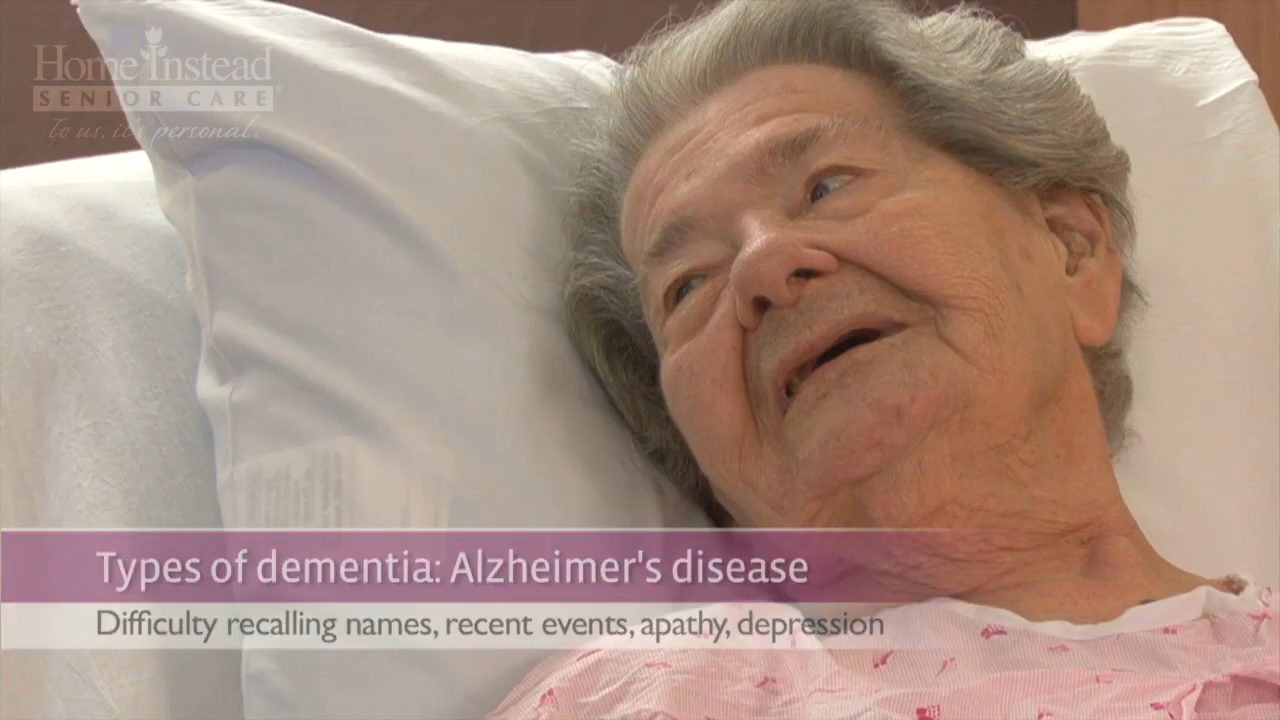 Home Instead
SENIOR CARE®
To us, it's personal.
Types of dementia: Alzheimer's disease
Difficulty recalling names, recent events, apathy, depression